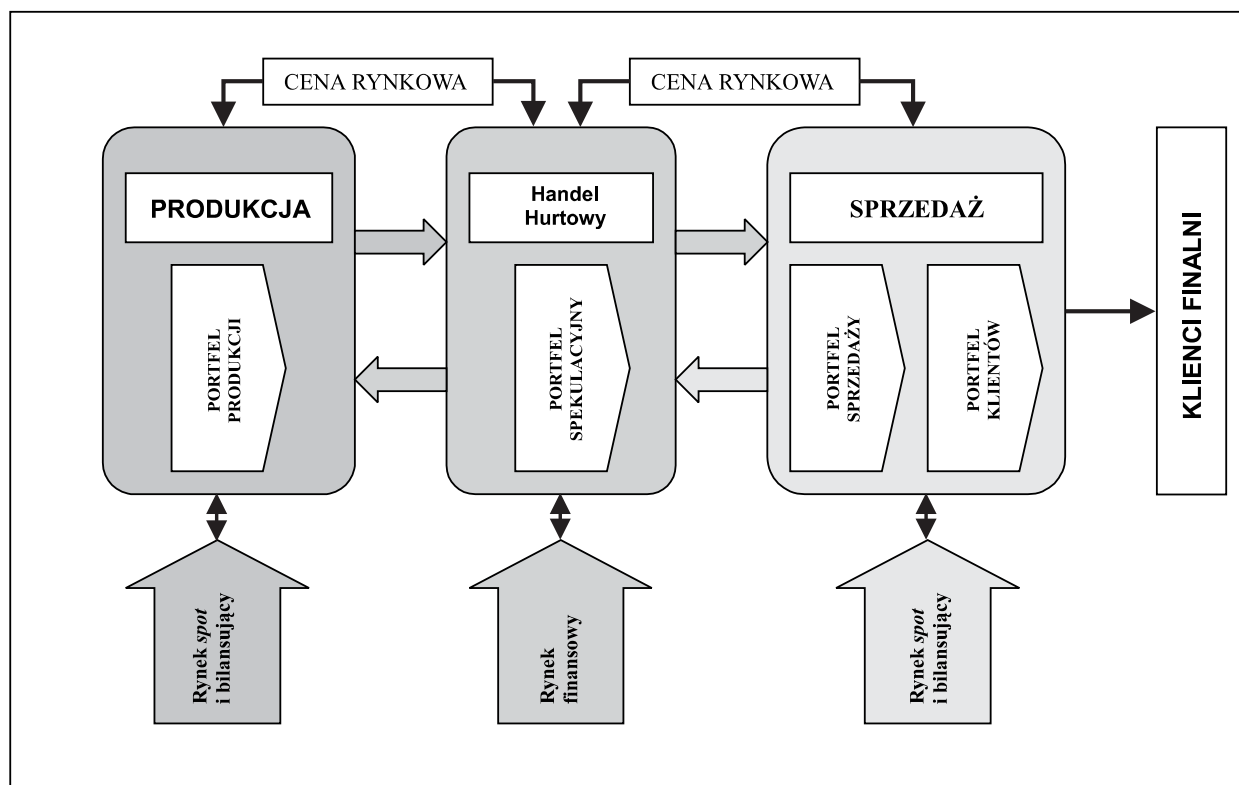 CENA RYNKOWA
CENA RYNKOWA
PRODUKCJA
Handel
Hurtowy
SPRZEDAŻ
PORTFEL
PRODUKCJI
PORTFEL
SPEKULACYJNY
PORTFEL
SPRZEDAŻY
PORTFEL
KLIENTÓW
KLIENCI FINALNI
Rynek spot
i bilansujący
Rynek
finansowy
Rynek spot
i bilansujący